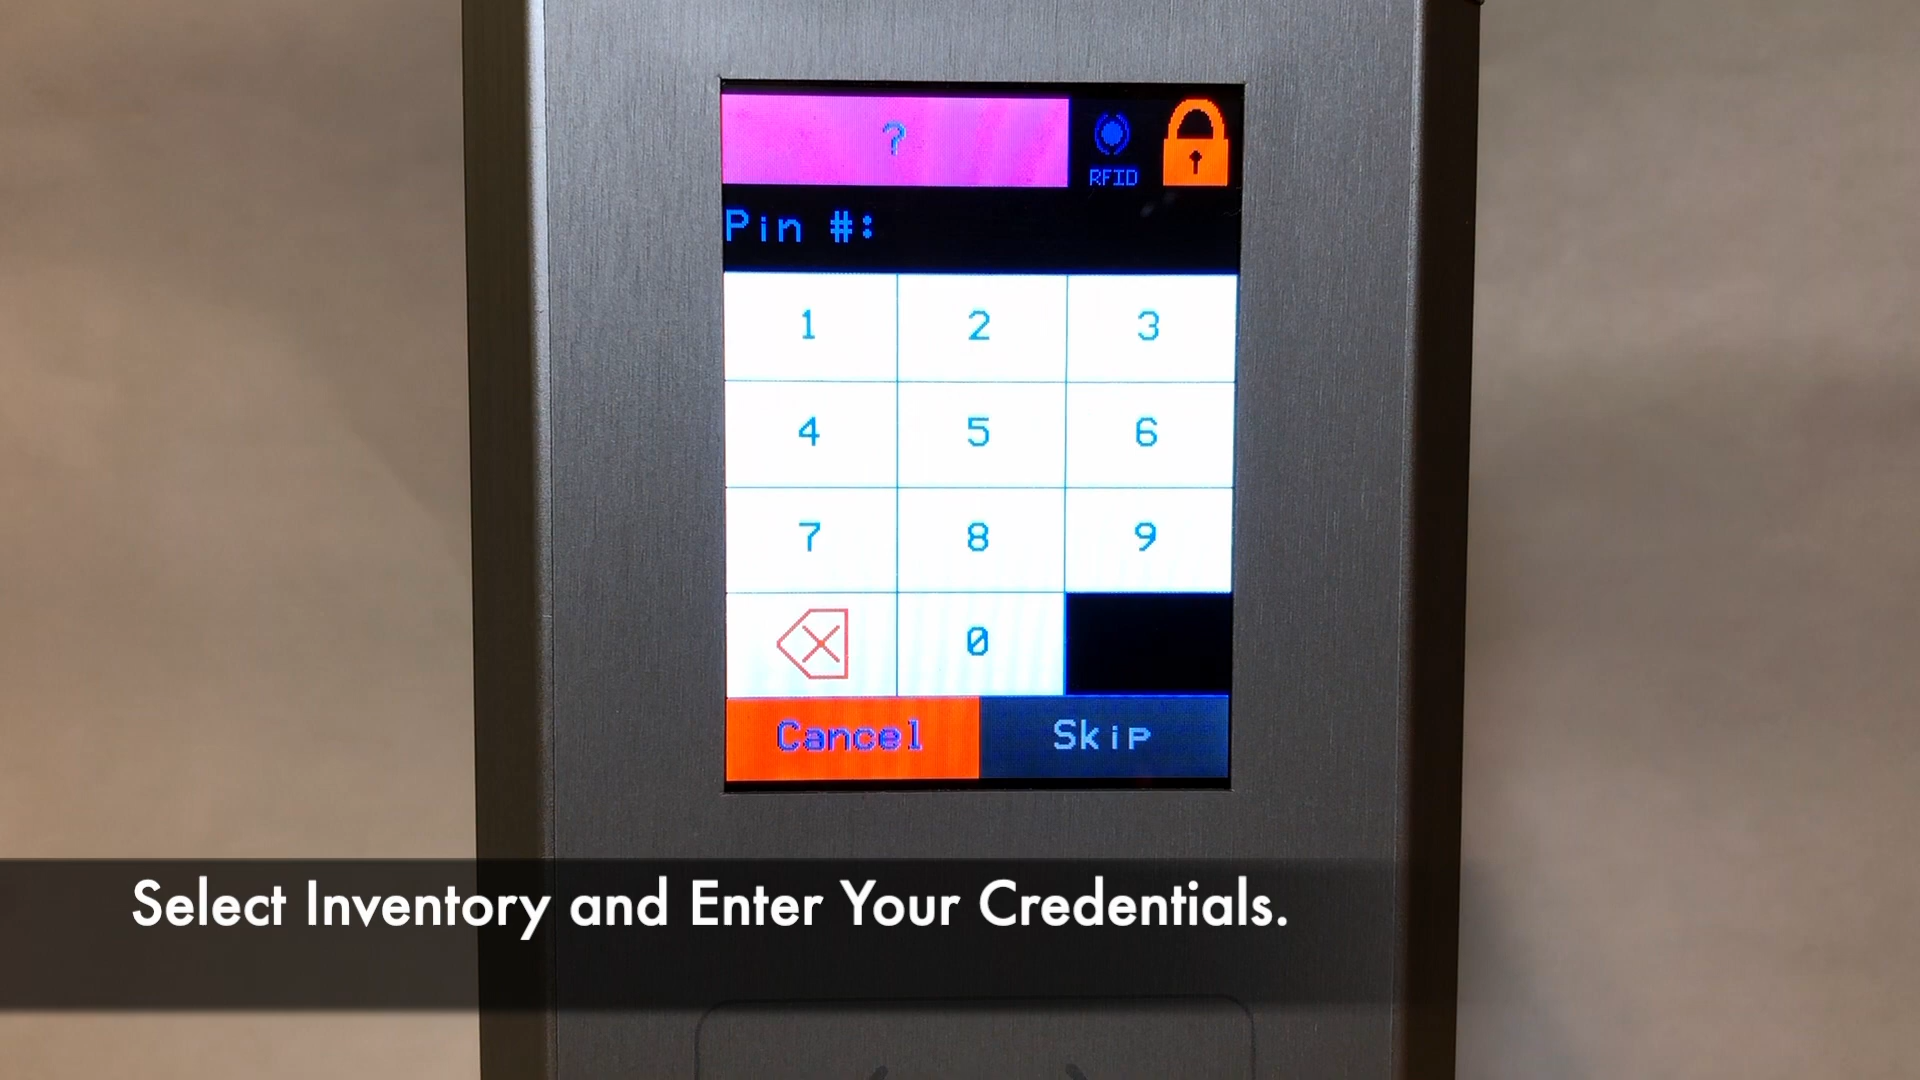 ?
RFID
Pin #:
1 2 3
4 5 6
7 8 9
0
Cancel Skip
Select Inventory and Enter Your Credentials.